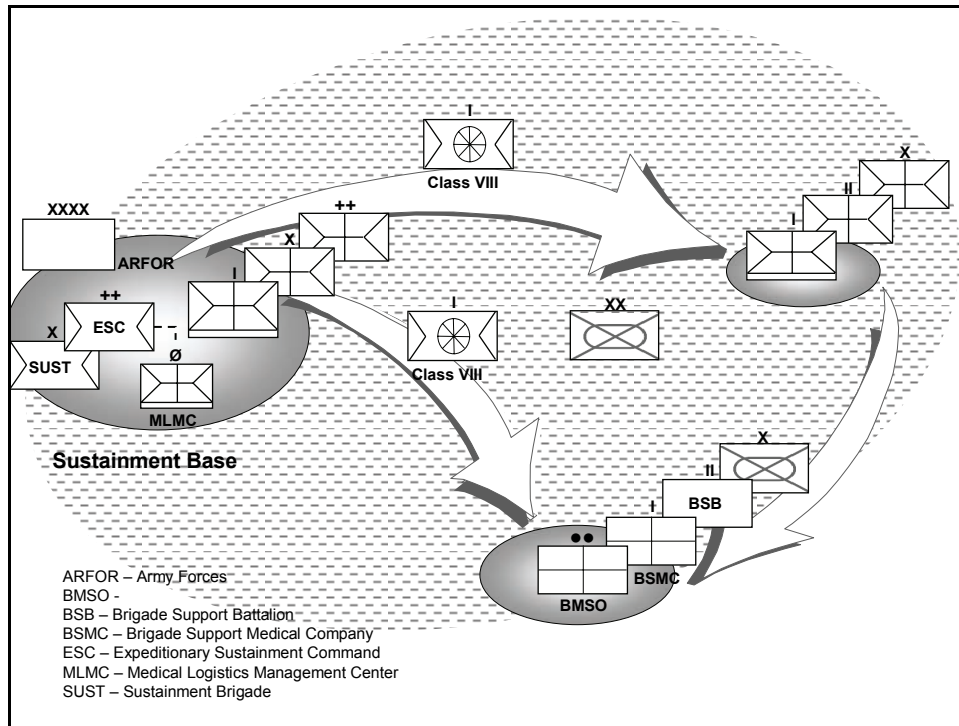 I
Class VIII
X
II
I
XXXX
ARFOR
++
X
I
++
ESC
X
SUST
Ø
MLMC
I
Class VIII
XX
Sustainment Base
X
II
BSB
I
BSMC
●●
BMSO
ARFOR – Army Forces
BMSO -
BSB – Brigade Support Battalion
BSMC – Brigade Support Medical Company
ESC – Expeditionary Sustainment Command
MLMC – Medical Logistics Management Center
SUST – Sustainment Brigade